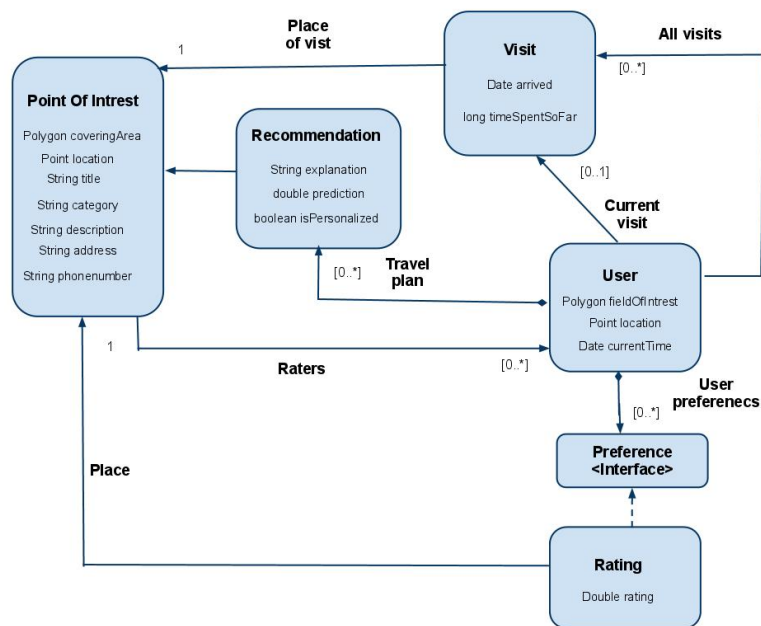 Place
of vist
1
Visit
Date arrived
long timeSpentSoFar
All visits
[0..*]
Point Of Intrest
Polygon coveringArea
Point location
String title
String category
String description
String address
String phonenumber
Recommendation
String explanation
double prediction
boolean isPersonalized
[0..1]
Current
visit
Travel
plan
[0..*]
User
Polygon fieldOfIntrest
Point location
Date currentTime
1
Raters
[0..*]
User
preferenecs
[0..*]
Preference
<Interface>
Place
Rating
Double rating